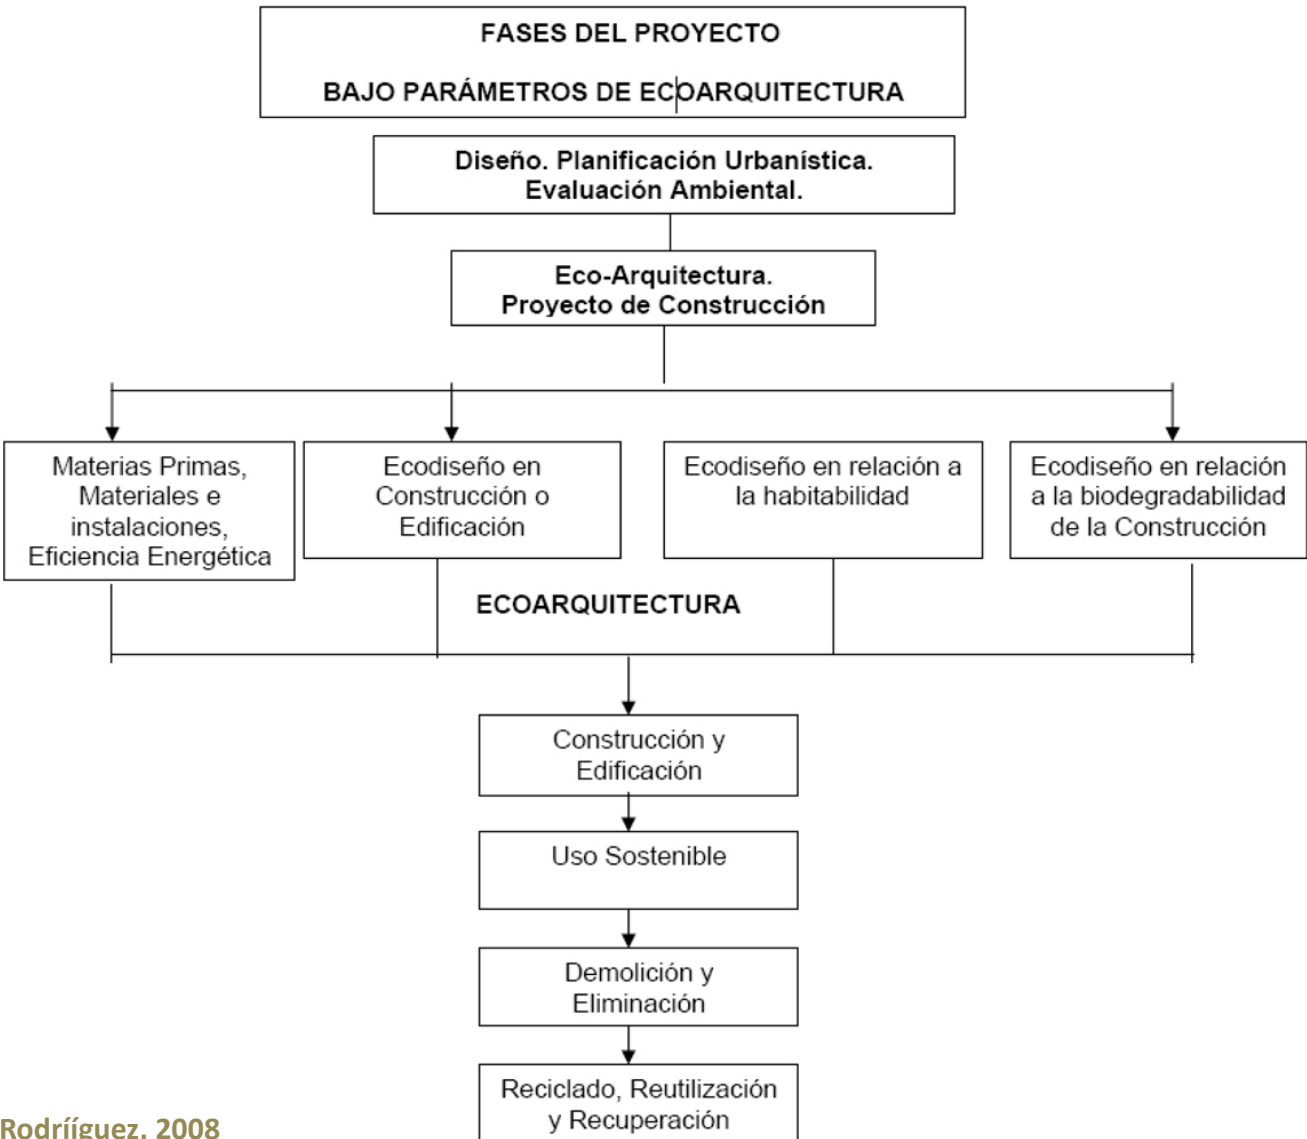 FASES DEL PROYECTO
BAJO PARÁMETROS DE ECOARQUITECTURA
Diseño. Planificación Urbanística.
Evaluación Ambiental.
Eco-Arquitectura.
Proyecto de Construcción
Materias Primas,
Materiales e
instalaciones,
Eficiencia Energética
Ecodiseño en
Construcción o
Edificación
Ecodiseño en relación a
la habitabilidad
Ecodiseño en relación
a la biodegradabilidad
de la Construcción
ECOARQUITECTURA
Construcción y
Edificación
Uso Sostenible
Demolición y
Eliminación
Reciclado, Reutilización
y Recuperación
Rodrííguez. 2008